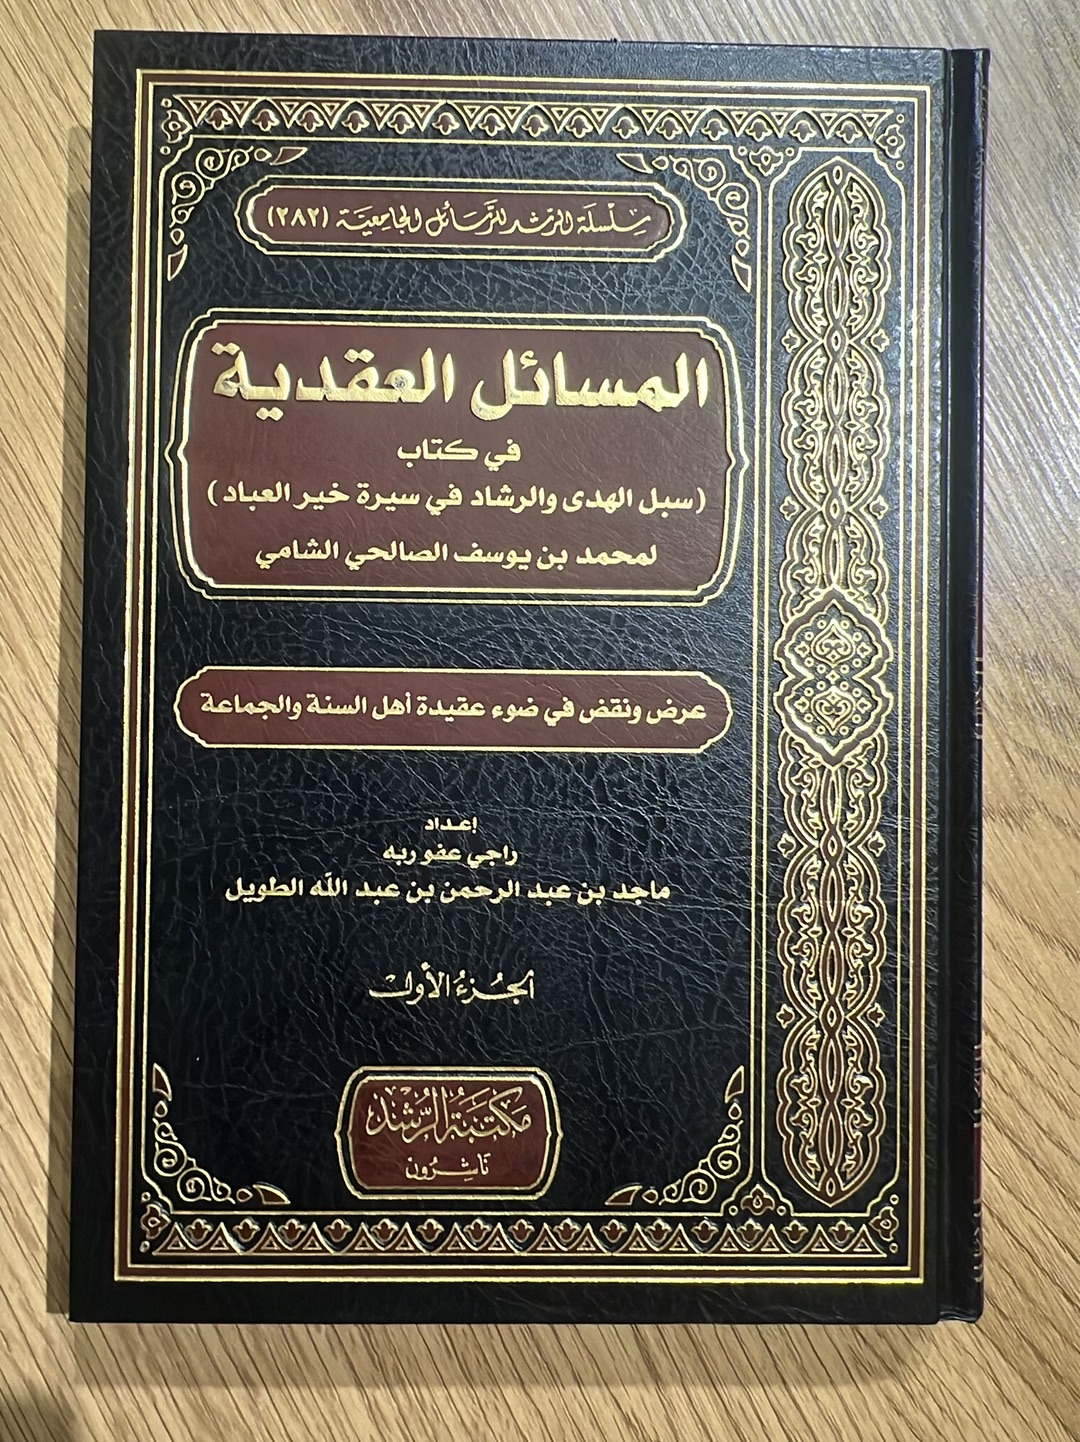 سلسلة الرشد للرسائل الجامعية (٢٨٢)
المسائل العقدية
في كتاب
(سبل الهدى والرشاد في سيرة خير العباد)
لمحمد بن يوسف الصالحي الشامي
عرض ونقض في ضوء عقيدة أهل السنة والجماعة
إعداد
راجي عفو ربه
ماجد بن عبد الرحمن بن عبد الله الطويل
الجزء الأول
مكتبة الرشد
ناشرون